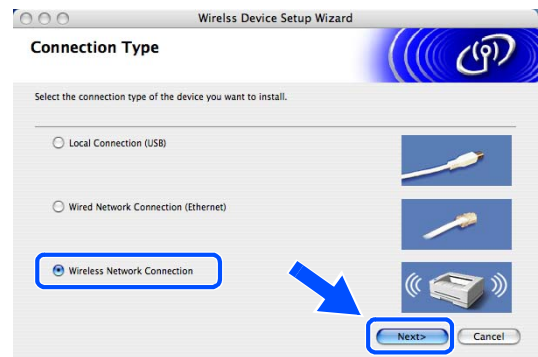 Wirelss Device Setup Wizard
Connection Type
Select the connection type of the device you want to install.
Local Connection (USB)
Wired Network Connection (Ethernet)
Wireless Network Connection
Next> Cancel